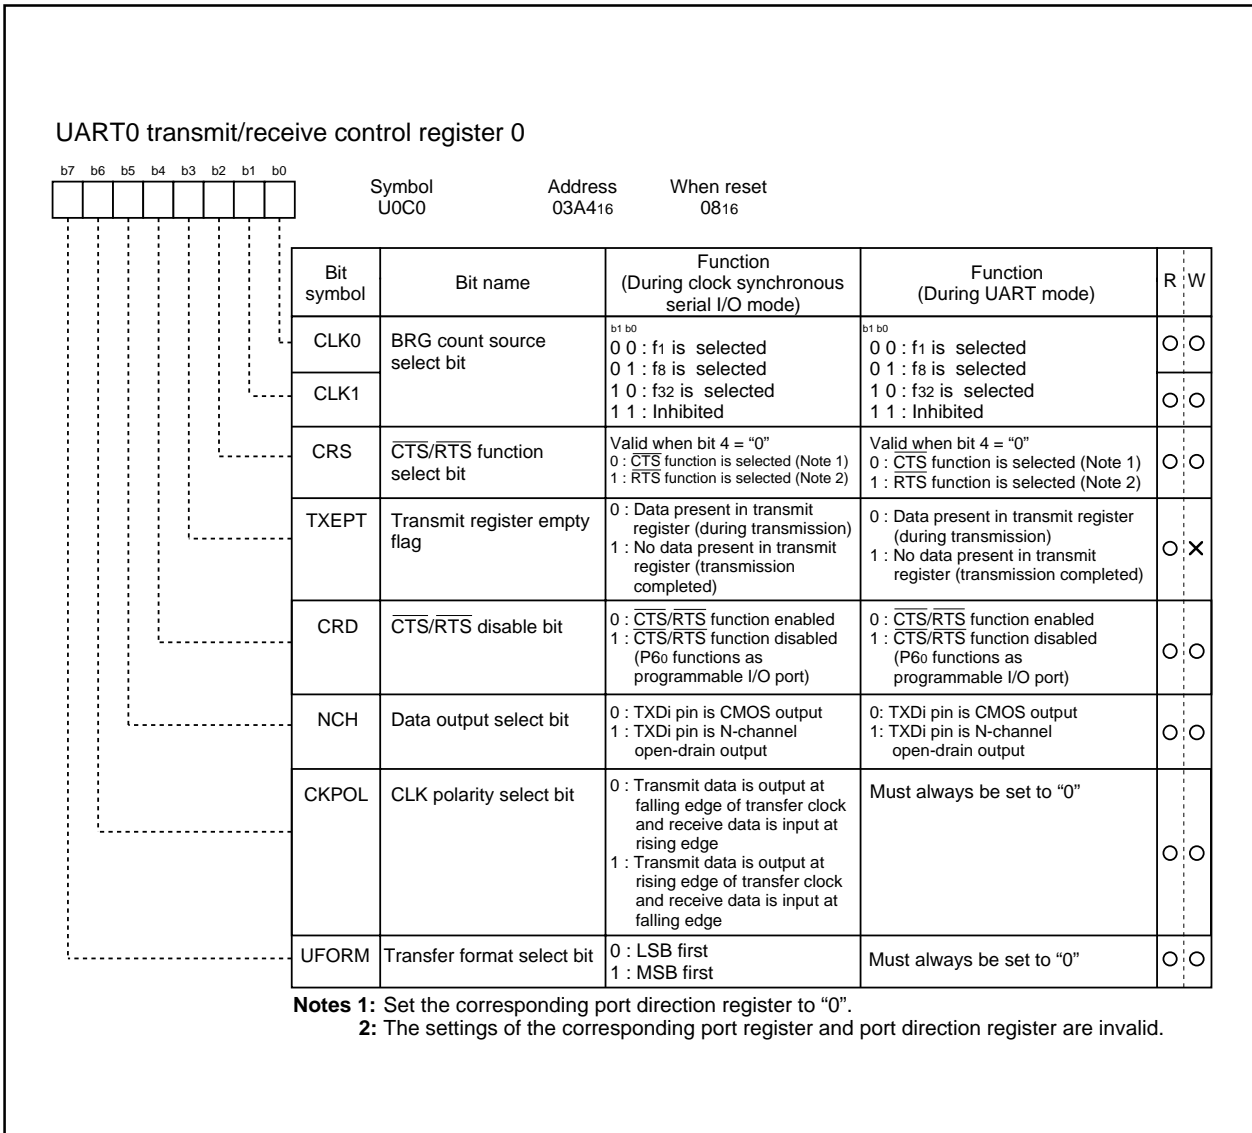 UART0 transmit/receive control register 0
b7 b6 b5 b4 b3 b2 b1 b0
Symbol Address When reset
U0C0 03A416 0816
Bit symbol
Bit name
Function
(During clock synchronous
serial I/O mode)
Function
(During UART mode)
R W
CLK0
CLK1
BRG count source
select bit
b1 b0
0 0 : f1 is selected
0 1 : f8 is selected
1 0 : f32 is selected
1 1 : Inhibited
b1 b0
0 0 : f1 is selected
0 1 : f8 is selected
1 0 : f32 is selected
1 1 : Inhibited
CRS
CTS/RTS function
select bit
Valid when bit 4 = “0”
0 : CTS function is selected (Note 1)
1 : RTS function is selected (Note 2)
Valid when bit 4 = “0”
0 : CTS function is selected (Note 1)
1 : RTS function is selected (Note 2)
TXEPT
Transmit register empty
flag
0 : Data present in transmit
register (during transmission)
1 : No data present in transmit
register (transmission
completed)
0 : Data present in transmit register
(during transmission)
1 : No data present in transmit
register (transmission completed)
CRD
CTS/RTS disable bit
0 : CTS/RTS function enabled
1 : CTS/RTS function disabled
(P60 functions as
programmable I/O port)
0 : CTS/RTS function enabled
1 : CTS/RTS function disabled
(P60 functions as
programmable I/O port)
NCH
Data output select bit
0 : TXDi pin is CMOS output
1 : TXDi pin is N-channel
open-drain output
0: TXDi pin is CMOS output
1: TXDi pin is N-channel
open-drain output
CKPOL
CLK polarity select bit
0 : Transmit data is output at
falling edge of transfer clock
and receive data is input at
rising edge
1 : Transmit data is output at
rising edge of transfer clock
and receive data is input at
falling edge
Must always be set to “0”
UFORM
Transfer format select bit
0 : LSB first
1 : MSB first
Must always be set to “0”
Notes 1: Set the corresponding port direction register to “0”.
2: The settings of the corresponding port register and port direction register are invalid.